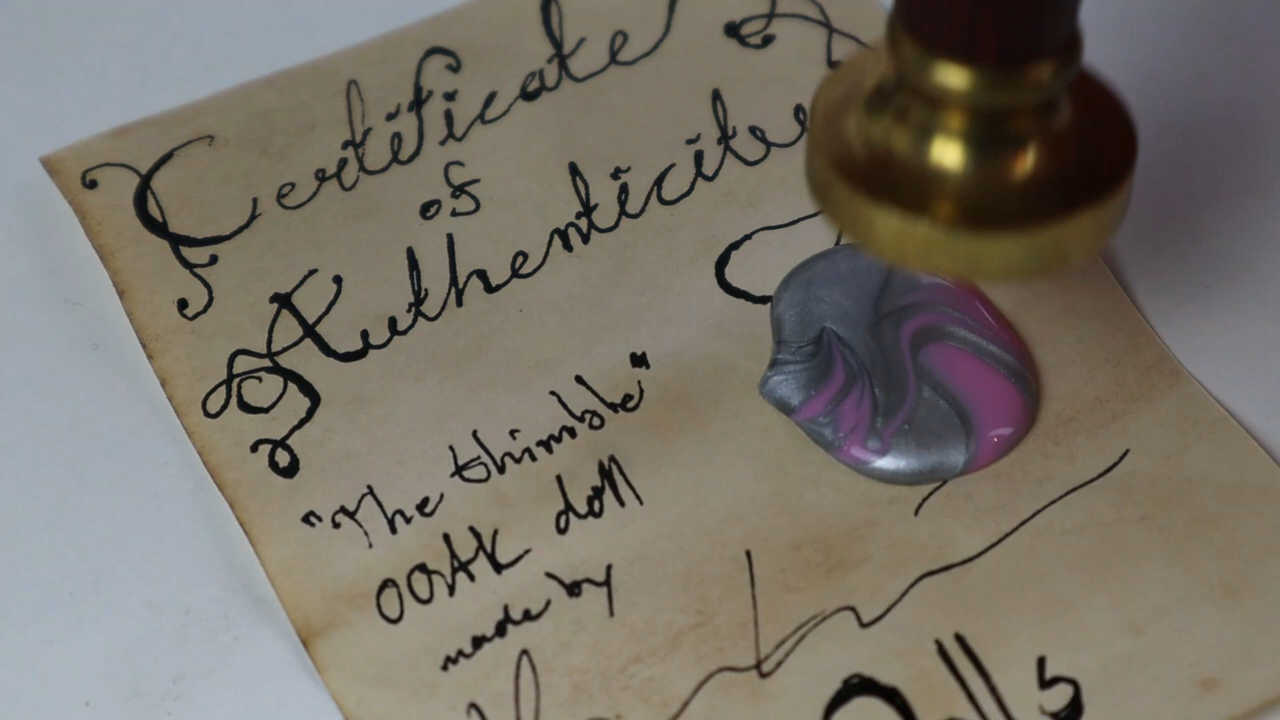 Certificate
of
Authenticity
"The thimble"
OOAK doll
made by